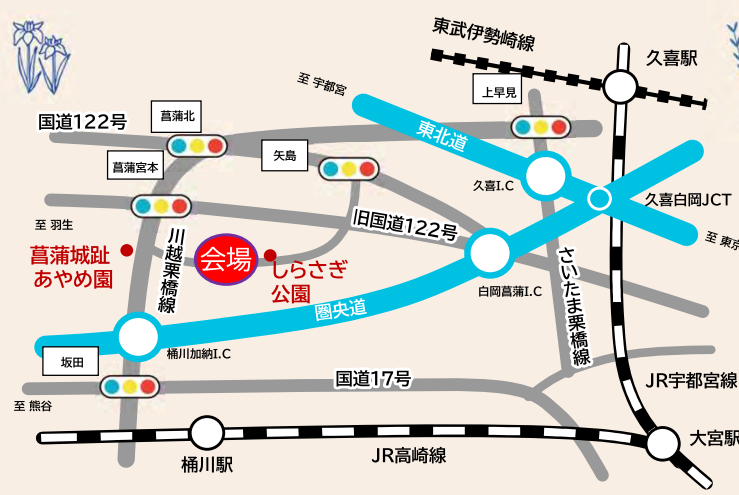 東武伊勢崎線
久喜駅
至 宇都宮
上早見
国道122号
菖蒲北
東北道
矢島
菖蒲宮本
久喜I.C
久喜白岡JCT
至 羽生
旧国道122号
川越栗橋線
至 東京
菖蒲城趾
あやめ園
会場
しらさぎ
公園
さいたま栗橋線
白岡菖蒲I.C
圏央道
坂田
桶川加納I.C
国道17号
JR宇都宮線
至 熊谷
大宮駅
桶川駅
JR高崎線